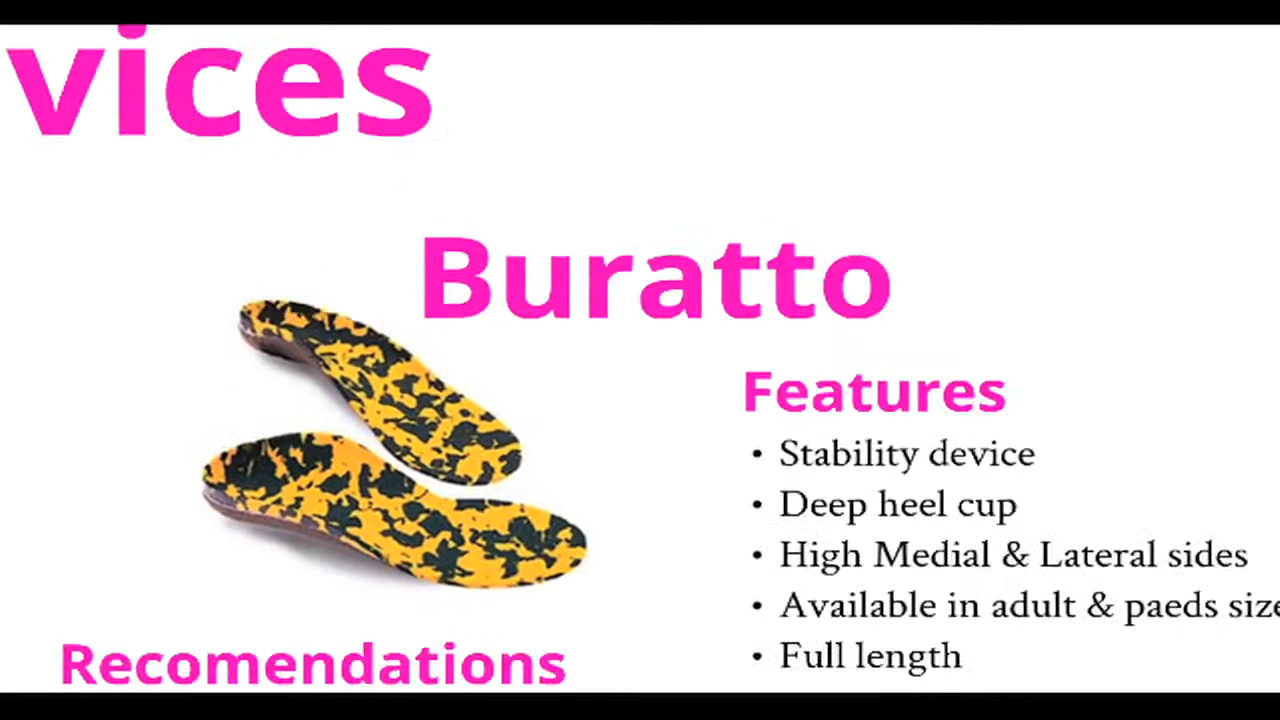 vices
Buratto
Features
• Stability device
• Deep heel cup
• High Medial & Lateral sides
• Available in adult & paeds size
• Full length
Recomendations